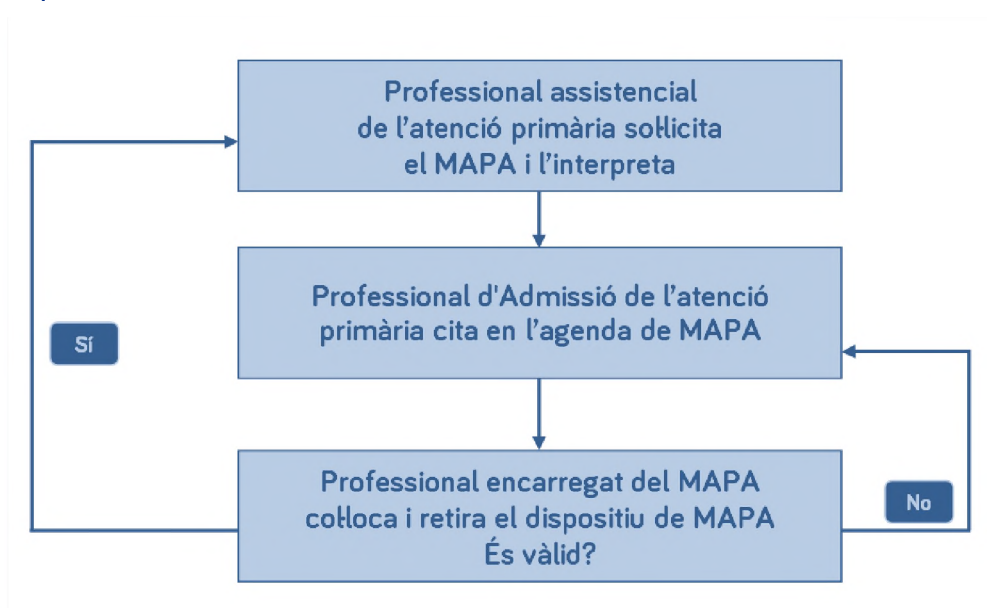 Professional assistencial
de l'atenció primària sol·licita
el MAPA i l'interpreta
Professional d'Admissió de l'atenció
primària cita en l'agenda de MAPA
Sí
Professional encarregat del MAPA
col·loca i retira el dispositiu de MAPA
És vàlid?
No